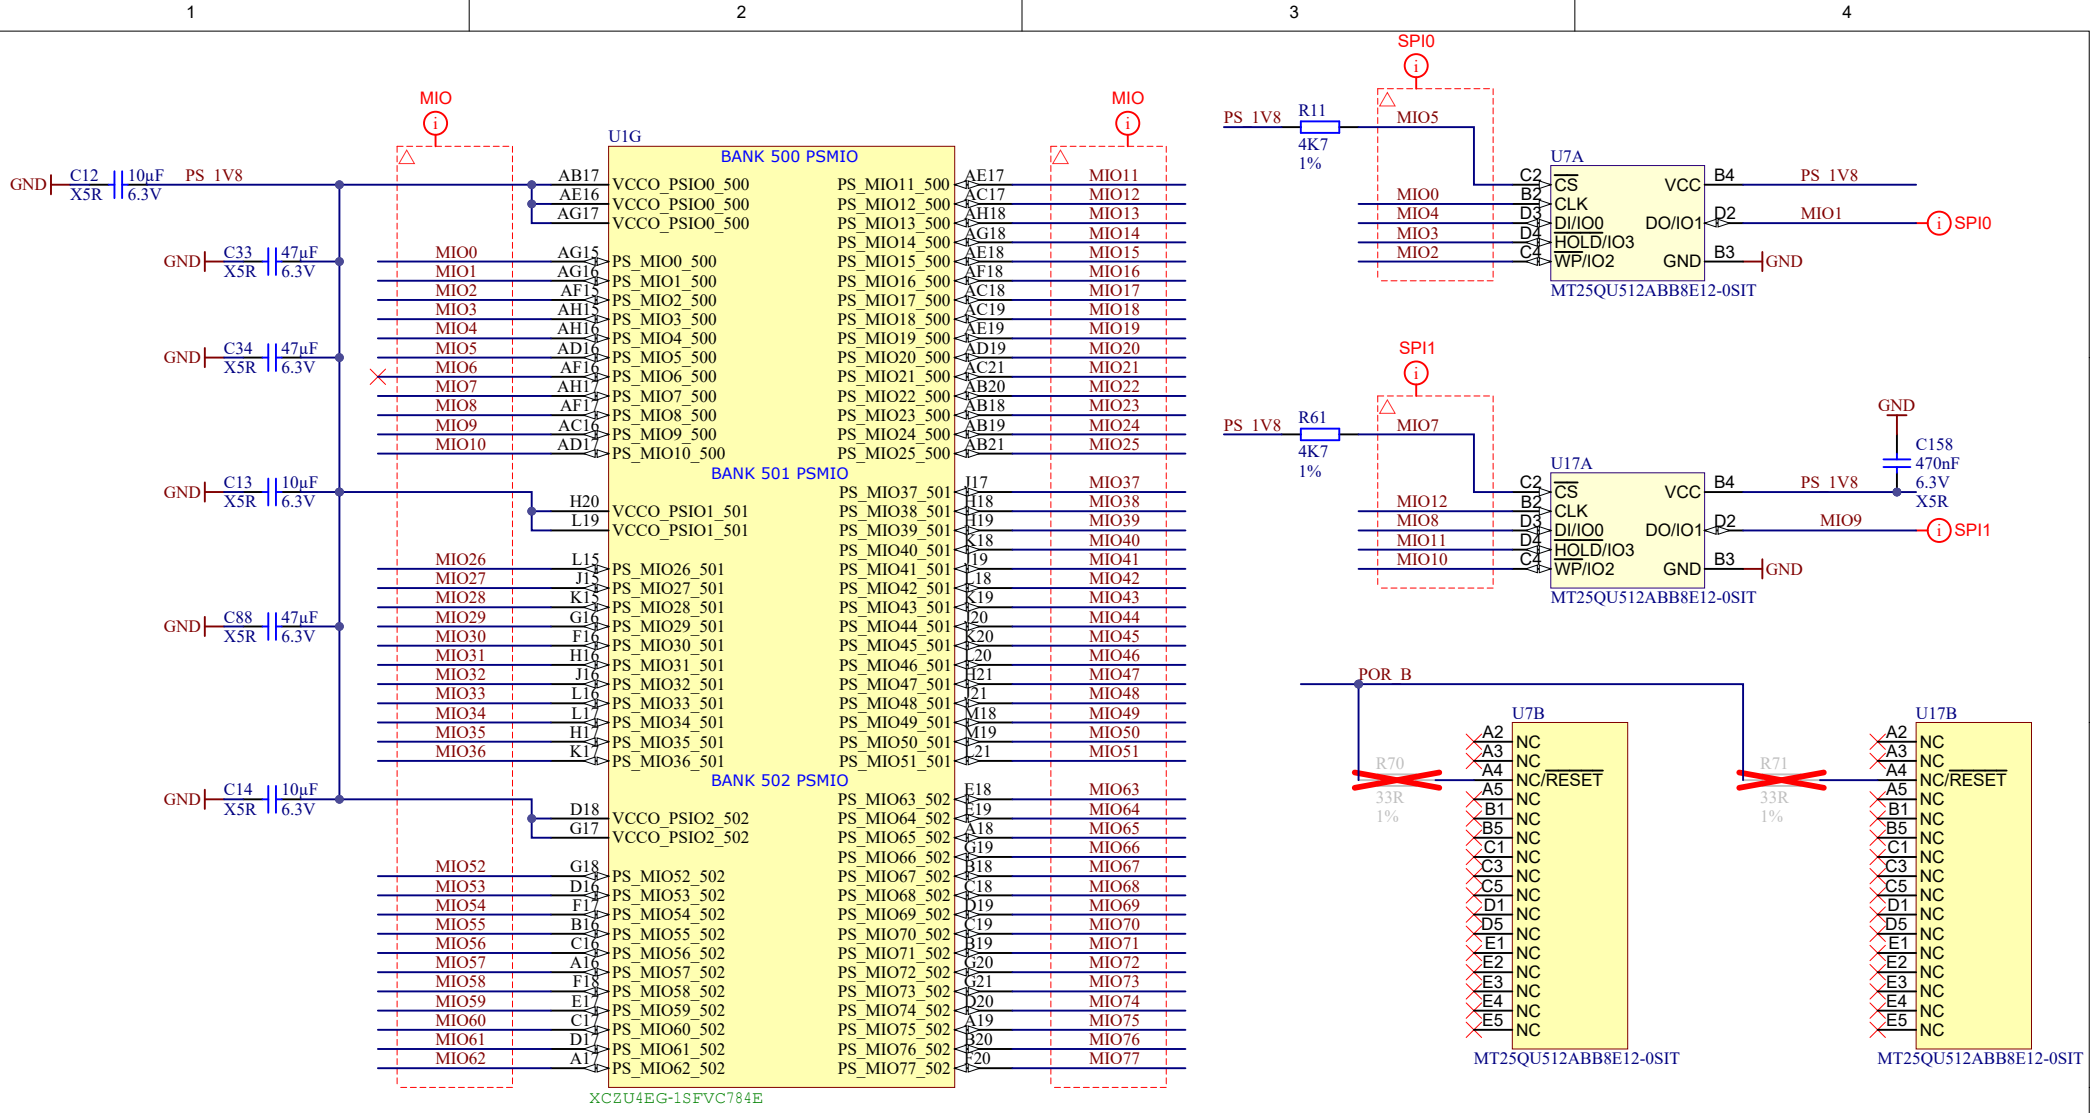 1 2 3 4
MIO
MIO
SPI0
U1G
BANK 500 PSMIO
GND C12 10µF PS_1V8
X5R 6.3V
AB17 VCCO_PSIO0_500
AE16 VCCO_PSIO0_500
AG17 VCCO_PSIO0_500
GND C33 47µF
X5R 6.3V
GND C34 47µF
X5R 6.3V
GND C13 10µF
X5R 6.3V
GND C88 47µF
X5R 6.3V
GND C14 10µF
X5R 6.3V
MIO0 AG15 PS_MIO0_500
MIO1 AG16 PS_MIO1_500
MIO2 AF15 PS_MIO2_500
MIO3 AH15 PS_MIO3_500
MIO4 AH16 PS_MIO4_500
MIO5 AD16 PS_MIO5_500
MIO6 AF16 PS_MIO6_500
MIO7 AH17 PS_MIO7_500
MIO8 AF17 PS_MIO8_500
MIO9 AC16 PS_MIO9_500
MIO10 AD17 PS_MIO10_500
PS_MIO11_500 AE17 MIO11
PS_MIO12_500 AC17 MIO12
PS_MIO13_500 AH18 MIO13
PS_MIO14_500 AG18 MIO14
PS_MIO15_500 AE18 MIO15
PS_MIO16_500 AF18 MIO16
PS_MIO17_500 AC18 MIO17
PS_MIO18_500 AC19 MIO18
PS_MIO19_500 AE19 MIO19
PS_MIO20_500 AD19 MIO20
PS_MIO21_500 AC21 MIO21
PS_MIO22_500 AB20 MIO22
PS_MIO23_500 AB18 MIO23
PS_MIO24_500 AB19 MIO24
PS_MIO25_500 AB21 MIO25
BANK 501 PSMIO
H20 VCCO_PSIO1_501
L19 VCCO_PSIO1_501
MIO26 L15 PS_MIO26_501
MIO27 J15 PS_MIO27_501
MIO28 K15 PS_MIO28_501
MIO29 G16 PS_MIO29_501
MIO30 F16 PS_MIO30_501
MIO31 H16 PS_MIO31_501
MIO32 J16 PS_MIO32_501
MIO33 L16 PS_MIO33_501
MIO34 L17 PS_MIO34_501
MIO35 H17 PS_MIO35_501
MIO36 K17 PS_MIO36_501
PS_MIO37_501 J17 MIO37
PS_MIO38_501 H18 MIO38
PS_MIO39_501 H19 MIO39
PS_MIO40_501 K18 MIO40
PS_MIO41_501 J19 MIO41
PS_MIO42_501 L18 MIO42
PS_MIO43_501 K19 MIO43
PS_MIO44_501 J20 MIO44
PS_MIO45_501 K20 MIO45
PS_MIO46_501 L20 MIO46
PS_MIO47_501 H21 MIO47
PS_MIO48_501 J21 MIO48
PS_MIO49_501 M18 MIO49
PS_MIO50_501 M19 MIO50
PS_MIO51_501 L21 MIO51
BANK 502 PSMIO
D18 VCCO_PSIO2_502
G17 VCCO_PSIO2_502
MIO52 G18 PS_MIO52_502
MIO53 D16 PS_MIO53_502
MIO54 F17 PS_MIO54_502
MIO55 B16 PS_MIO55_502
MIO56 C16 PS_MIO56_502
MIO57 A16 PS_MIO57_502
MIO58 F18 PS_MIO58_502
MIO59 E17 PS_MIO59_502
MIO60 C17 PS_MIO60_502
MIO61 D17 PS_MIO61_502
MIO62 A17 PS_MIO62_502
PS_MIO63_502 E18 MIO63
PS_MIO64_502 E19 MIO64
PS_MIO65_502 A18 MIO65
PS_MIO66_502 G19 MIO66
PS_MIO67_502 B18 MIO67
PS_MIO68_502 C18 MIO68
PS_MIO69_502 D19 MIO69
PS_MIO70_502 C19 MIO70
PS_MIO71_502 B19 MIO71
PS_MIO72_502 G20 MIO72
PS_MIO73_502 G21 MIO73
PS_MIO74_502 D20 MIO74
PS_MIO75_502 A19 MIO75
PS_MIO76_502 B20 MIO76
PS_MIO77_502 F20 MIO77
XCZU4EG-1SFVC784E
PS_1V8 R11 MIO5
4K7
1%
U7A
C2 CS VCC B4 PS_1V8
MIO0 B2 CLK
MIO4 D3 DI/IO0 DO/IO1 D2 MIO1 SPI0
MIO3 D4 HOLD/IO3
MIO2 C4 WP/IO2 GND B3 GND
MT25QU512ABB8E12-0SIT
SPI1
PS_1V8 R61 MIO7
4K7
1%
GND
C158
470nF
6.3V
X5R
U17A
C2 CS VCC B4 PS_1V8
MIO12 B2 CLK
MIO8 D3 DI/IO0 DO/IO1 D2 MIO9 SPI1
MIO11 D4 HOLD/IO3
MIO10 C4 WP/IO2 GND B3 GND
MT25QU512ABB8E12-0SIT
POR_B
R70
33R
1%
U7B
A2 NC
A3 NC
A4 NC/RESET
A5 NC
B1 NC
B5 NC
C1 NC
C3 NC
C5 NC
D1 NC
D5 NC
E1 NC
E2 NC
E3 NC
E4 NC
E5 NC
MT25QU512ABB8E12-0SIT
R71
33R
1%
U17B
A2 NC
A3 NC
A4 NC/RESET
A5 NC
B1 NC
B5 NC
C1 NC
C3 NC
C5 NC
D1 NC
D5 NC
E1 NC
E2 NC
E3 NC
E4 NC
E5 NC
MT25QU512ABB8E12-0SIT